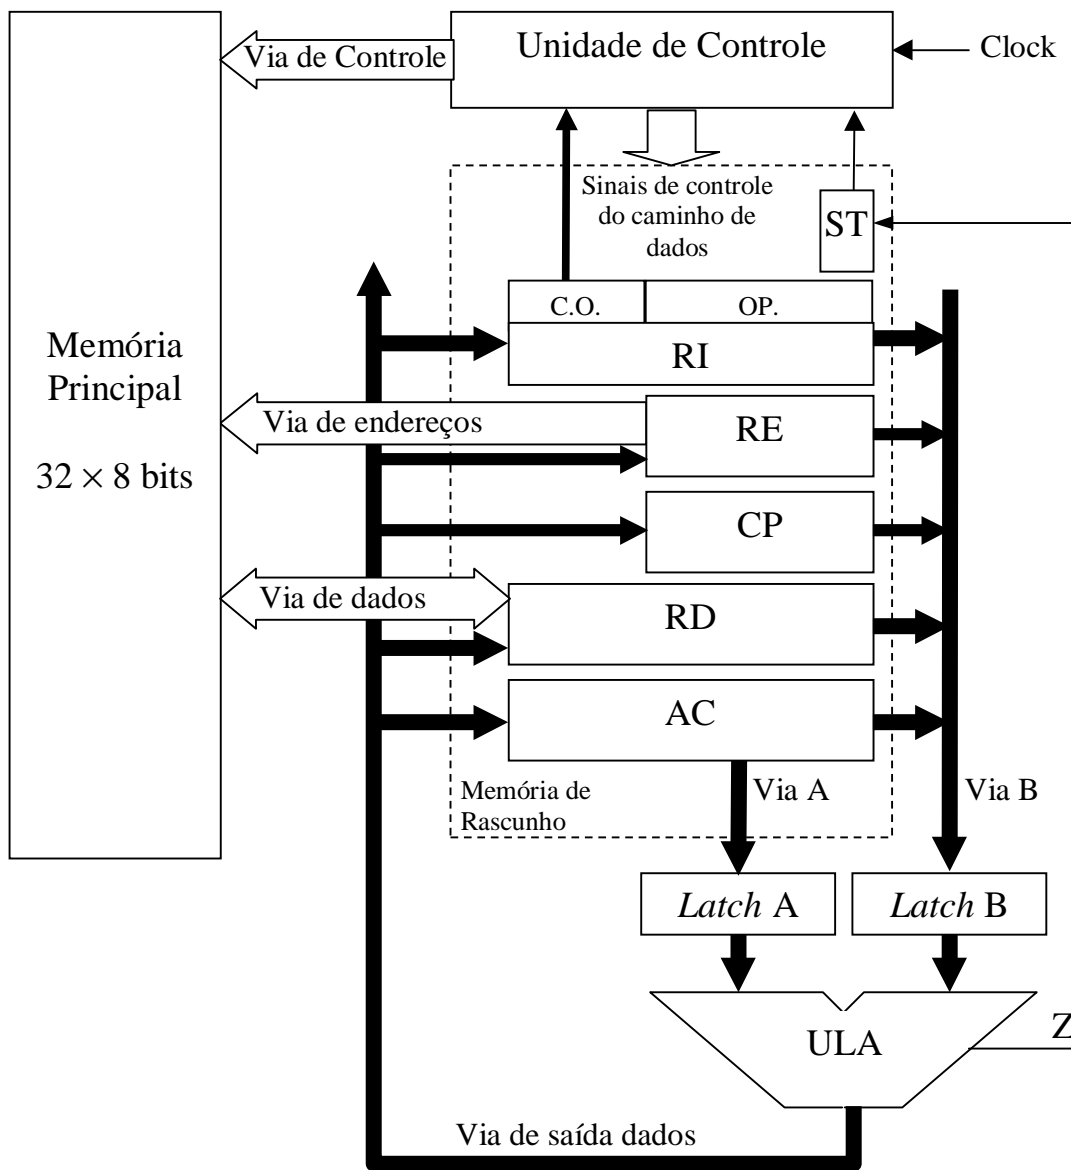 Unidade de Controle
Via de Controle
Clock
Sinais de controle
do caminho de
dados
ST
C.O.
OP.
RI
Memória
Principal
32 × 8 bits
Via de endereços
RE
CP
Via de dados
RD
AC
Memória de
Rascunho
Via A
Via B
Latch A
Latch B
ULA
Z
Via de saída dados